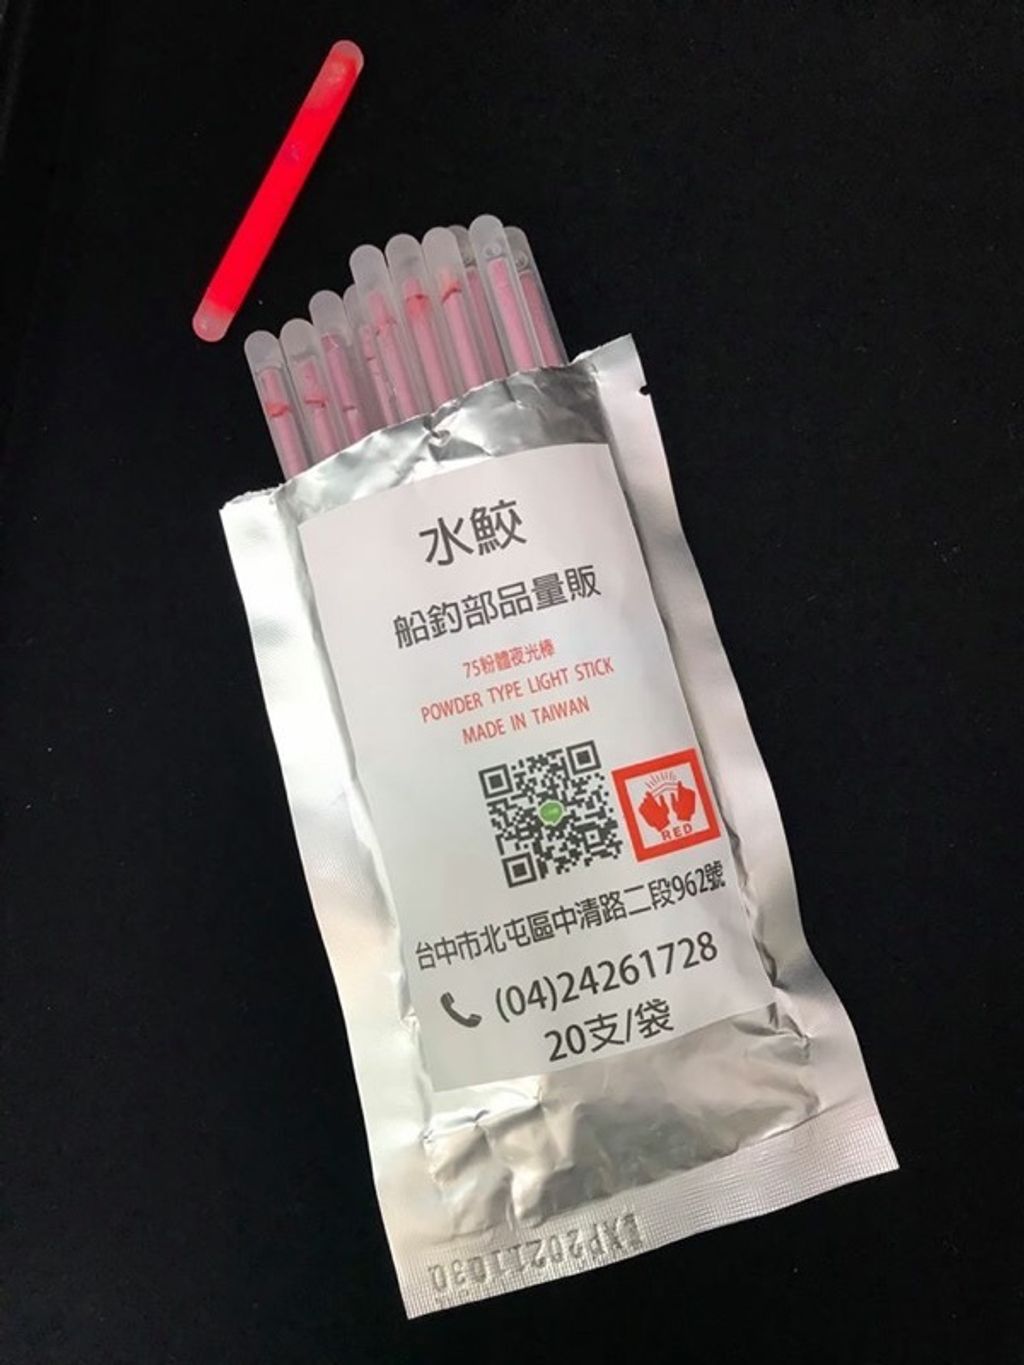 水鮫
船釣部品量販
75粉體夜光棒
POWDER TYPE LIGHT STICK
MADE IN TAIWAN
RED
台中市北屯區中清路二段962號
(04)24261728
20支/袋
EXP2021.1030